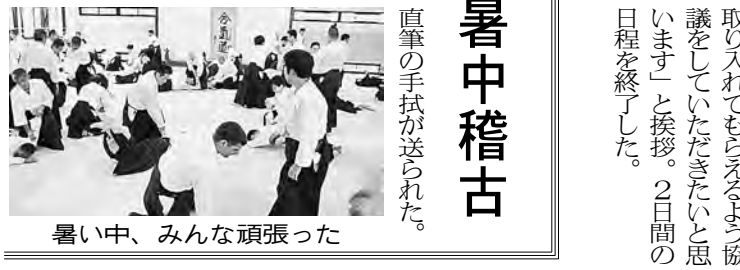 取り入れてもらえるよう協
議をしていただきたいと思
います」と挨拶。２日間の
日程を終了した。
暑中稽古
直筆の手拭が送られた。
合氣道
暑い中、みんな頑張った